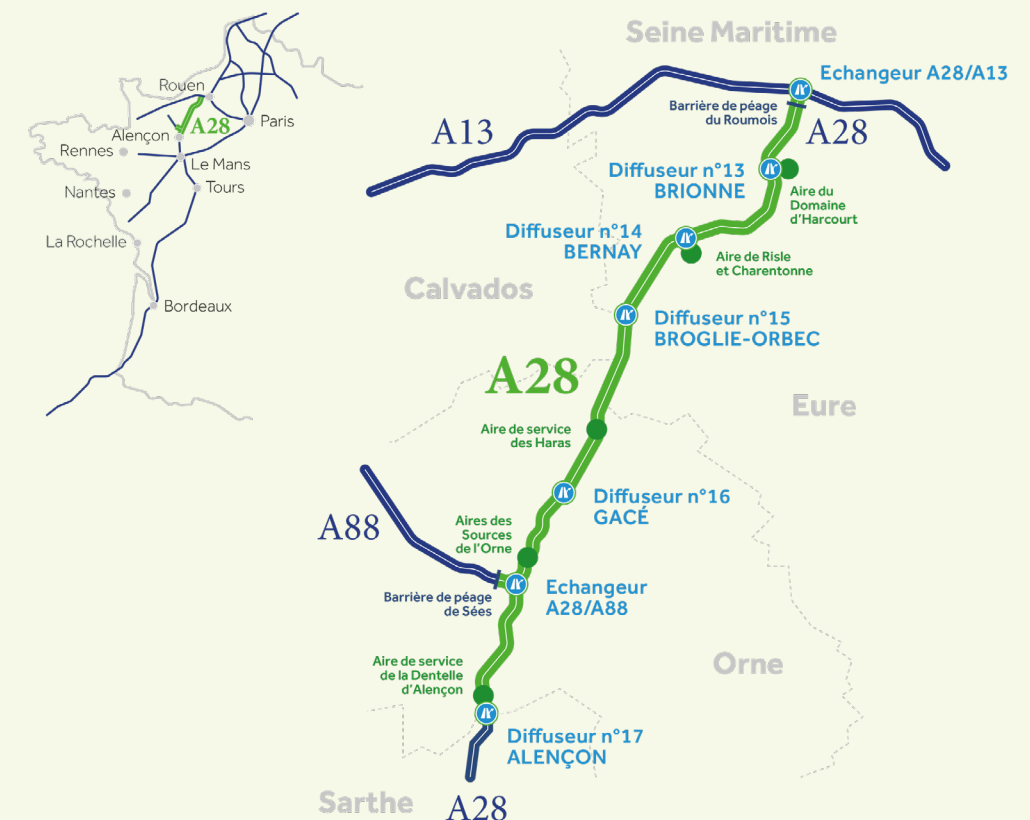 Seine Maritime
Echangeur A28/A13
Rouen
Barrière de péage
du Roumois
A28
Paris
A13
A28
Alençon
Rennes
Le Mans
Diffuseur n°13
BRIONNE
Tours
Nantes
Aire du
Domaine
d'Harcourt
Diffuseur n°14
BERNAY
La Rochelle
Aire de Risle
et Charentonne
Calvados
Bordeaux
Diffuseur n°15
BROGLIE-ORBEC
A28
Eure
Aire de service
des Haras
Diffuseur n°16
GACÉ
A88
Aires des
Sources
de l'Orne
Echangeur
A28/A88
Barrière de péage
de Sées
Orne
Aire de service
de la Dentelle
d'Alençon
Diffuseur n°17
ALENÇON
Sarthe
A28